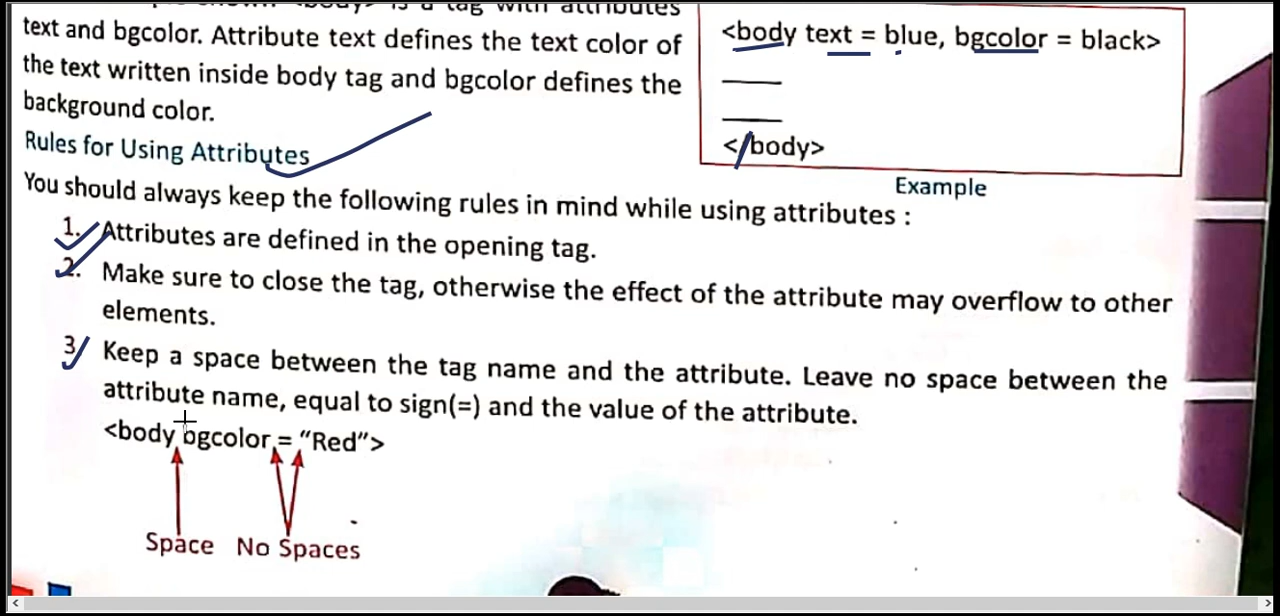 is a tag with attributes
text and bgcolor. Attribute text defines the text color of
the text written inside body tag and bgcolor defines the
background color.
<body text = blue, bgcolor = black>
</body>
Example
Rules for Using Attributes
You should always keep the following rules in mind while using attributes :
1. Attributes are defined in the opening tag.
2. Make sure to close the tag, otherwise the effect of the attribute may overflow to other
elements.
3 Keep a space between the tag name and the attribute. Leave no space between the
attribute name, equal to sign(=) and the value of the attribute.
<body bgcolor = “Red”>
Space No Spaces